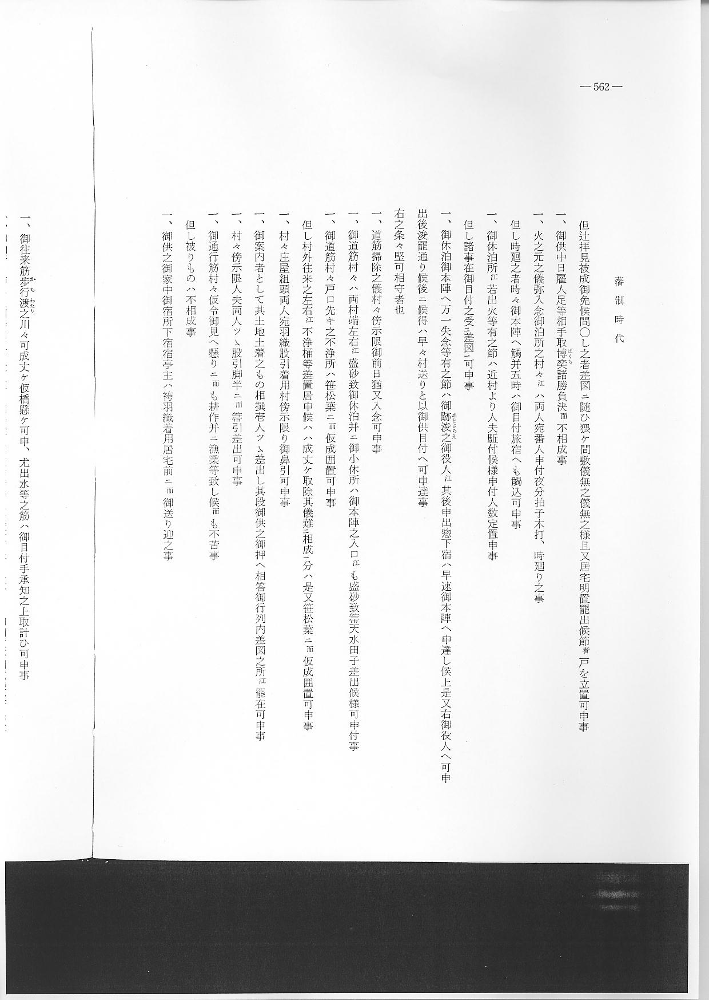 ― 562 ―
藩制時代
但辻拝見被成御免候間〇し之者差図ニ随ひ猥ケ間敷儀無之儀無之様且又居宅明置罷出候節者戸を立置可申事
一、御供中日雇人足等相手取博奕諸勝負決而不相成事
ばくち
一、火之元之儀弥入念御泊所之村々江ハ両人宛番人申付夜分拍子木打、時廻り之事
但し時廻之者時々御本陣へ觸并五時ハ御目付旅宿へも觸込可申事
一、御休泊所江若出火等有之節ハ近村より人夫駈付候様申付人数定置申事
但し諸事在御目付之受ニ差図ニ可申事
一、御休泊御本陣へ万一失念等有之節ハ御跡浚之御役人江其後申出惣下宿ハ早速御本陣へ申達し候上是又右御役人へ可申
あとさらえ
出後浚罷通り候後ニ候得ハ早々村送りと以御供目付へ可申達事
右之条々堅可相守者也
一、道筋掃除之儀村々傍示限御前日猶又入念可申事
一、御道筋村々ハ両村端左右江盛砂致御休泊并ニ御小休所ハ御本陣之入口江も盛砂致箒天水田子差出候様可申付事
一、御道筋村々戸口先キ之不浄所ハ笹松葉ニ而仮成囲置可申事
但し村外往来之左右江不浄桶等差置居申候ハハ成丈ケ取除其儀難ニ相成一分ハ是又笹松葉ニ而仮成囲置可申事
一、村々庄屋組頭両人宛羽織股引着用村傍示限り御鼻引可申事
一、御案内者として其土地土着之もの相撰壱人ツゝ差出し其段御供之御押へ相答御行列内差図之所江罷在可申事
一、村々傍示限人夫両人ツゝ股引脚半ニ而箒引差出可申事
一、御通行筋村々仮令御見へ懸りニ而も耕作并ニ漁業等致し候而も不苦事
但し被りものハ不相成事
一、御供之御家中御宿所下宿宿亭主ハ袴羽織着用居宅前ニ而御送り迎之事
一、御往来筋歩行渡之川々可成丈ケ仮橋懸ケ可申、尤出水等之筋ハ御目付手承知之上取計ひ可申事
かちわたり